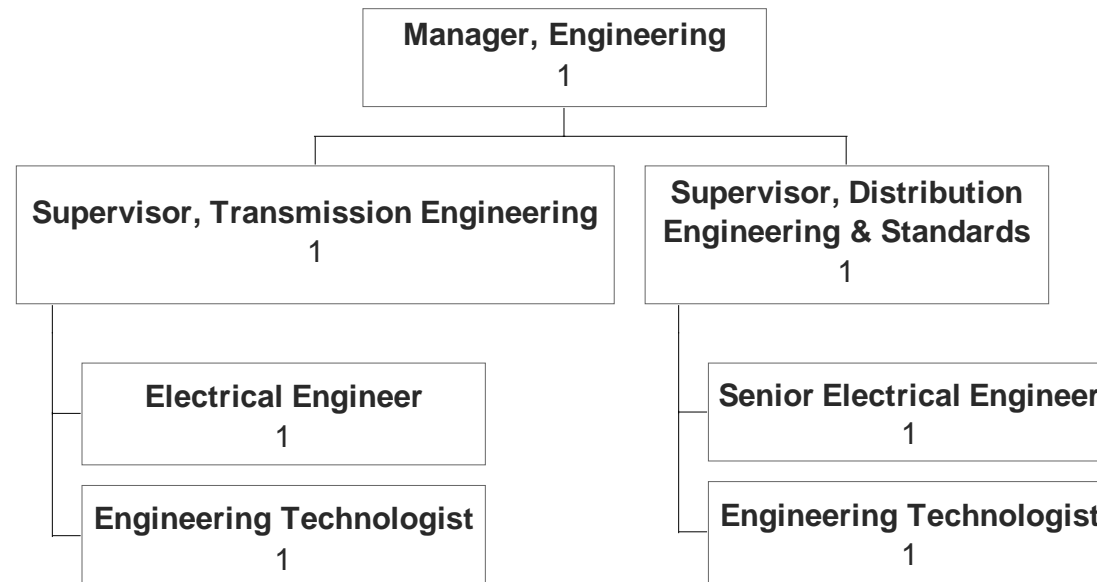 Manager, Engineering
1
Supervisor, Transmission Engineering
1
Supervisor, Distribution
Engineering & Standards
1
Electrical Engineer
1
Engineering Technologist
1
Senior Electrical Engineer
1
Engineering Technologist
1